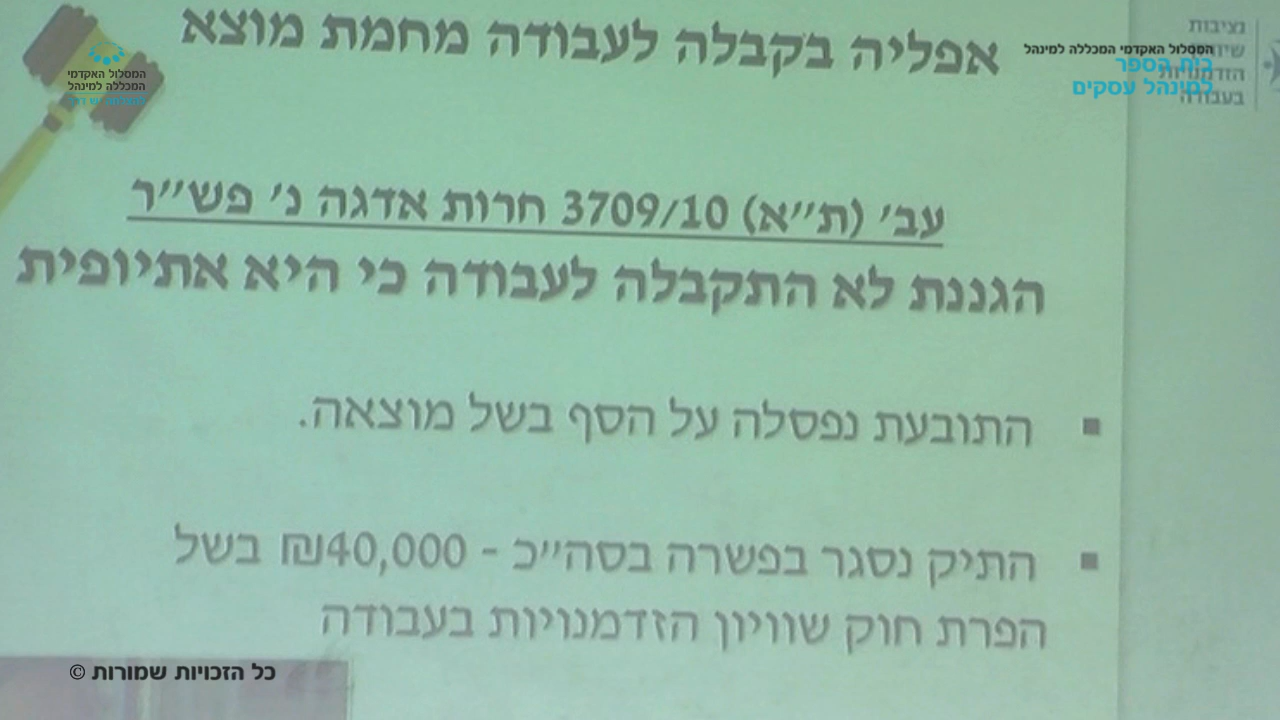 אפליה בקבלה לעבודה מחמת מוצא
עב' (ת"א) 3709/10 חרות אדגה נ' פש"ר
הגננת לא התקבלה לעבודה כי היא אתיופית
▪ התובעת נפסלה על הסף בשל מוצאה.
▪ התיק נסגר בפשרה בסה"כ - 40,000₪ בשל
הפרת חוק שוויון הזדמנויות בעבודה
נציבות
הזדמנויות
בעבודה
המסלול האקדמי המכללה למינהל
בית הספר
למינהל עסקים
המסלול האקדמי
המכללה למינהל
כל הזכויות שמורות ©